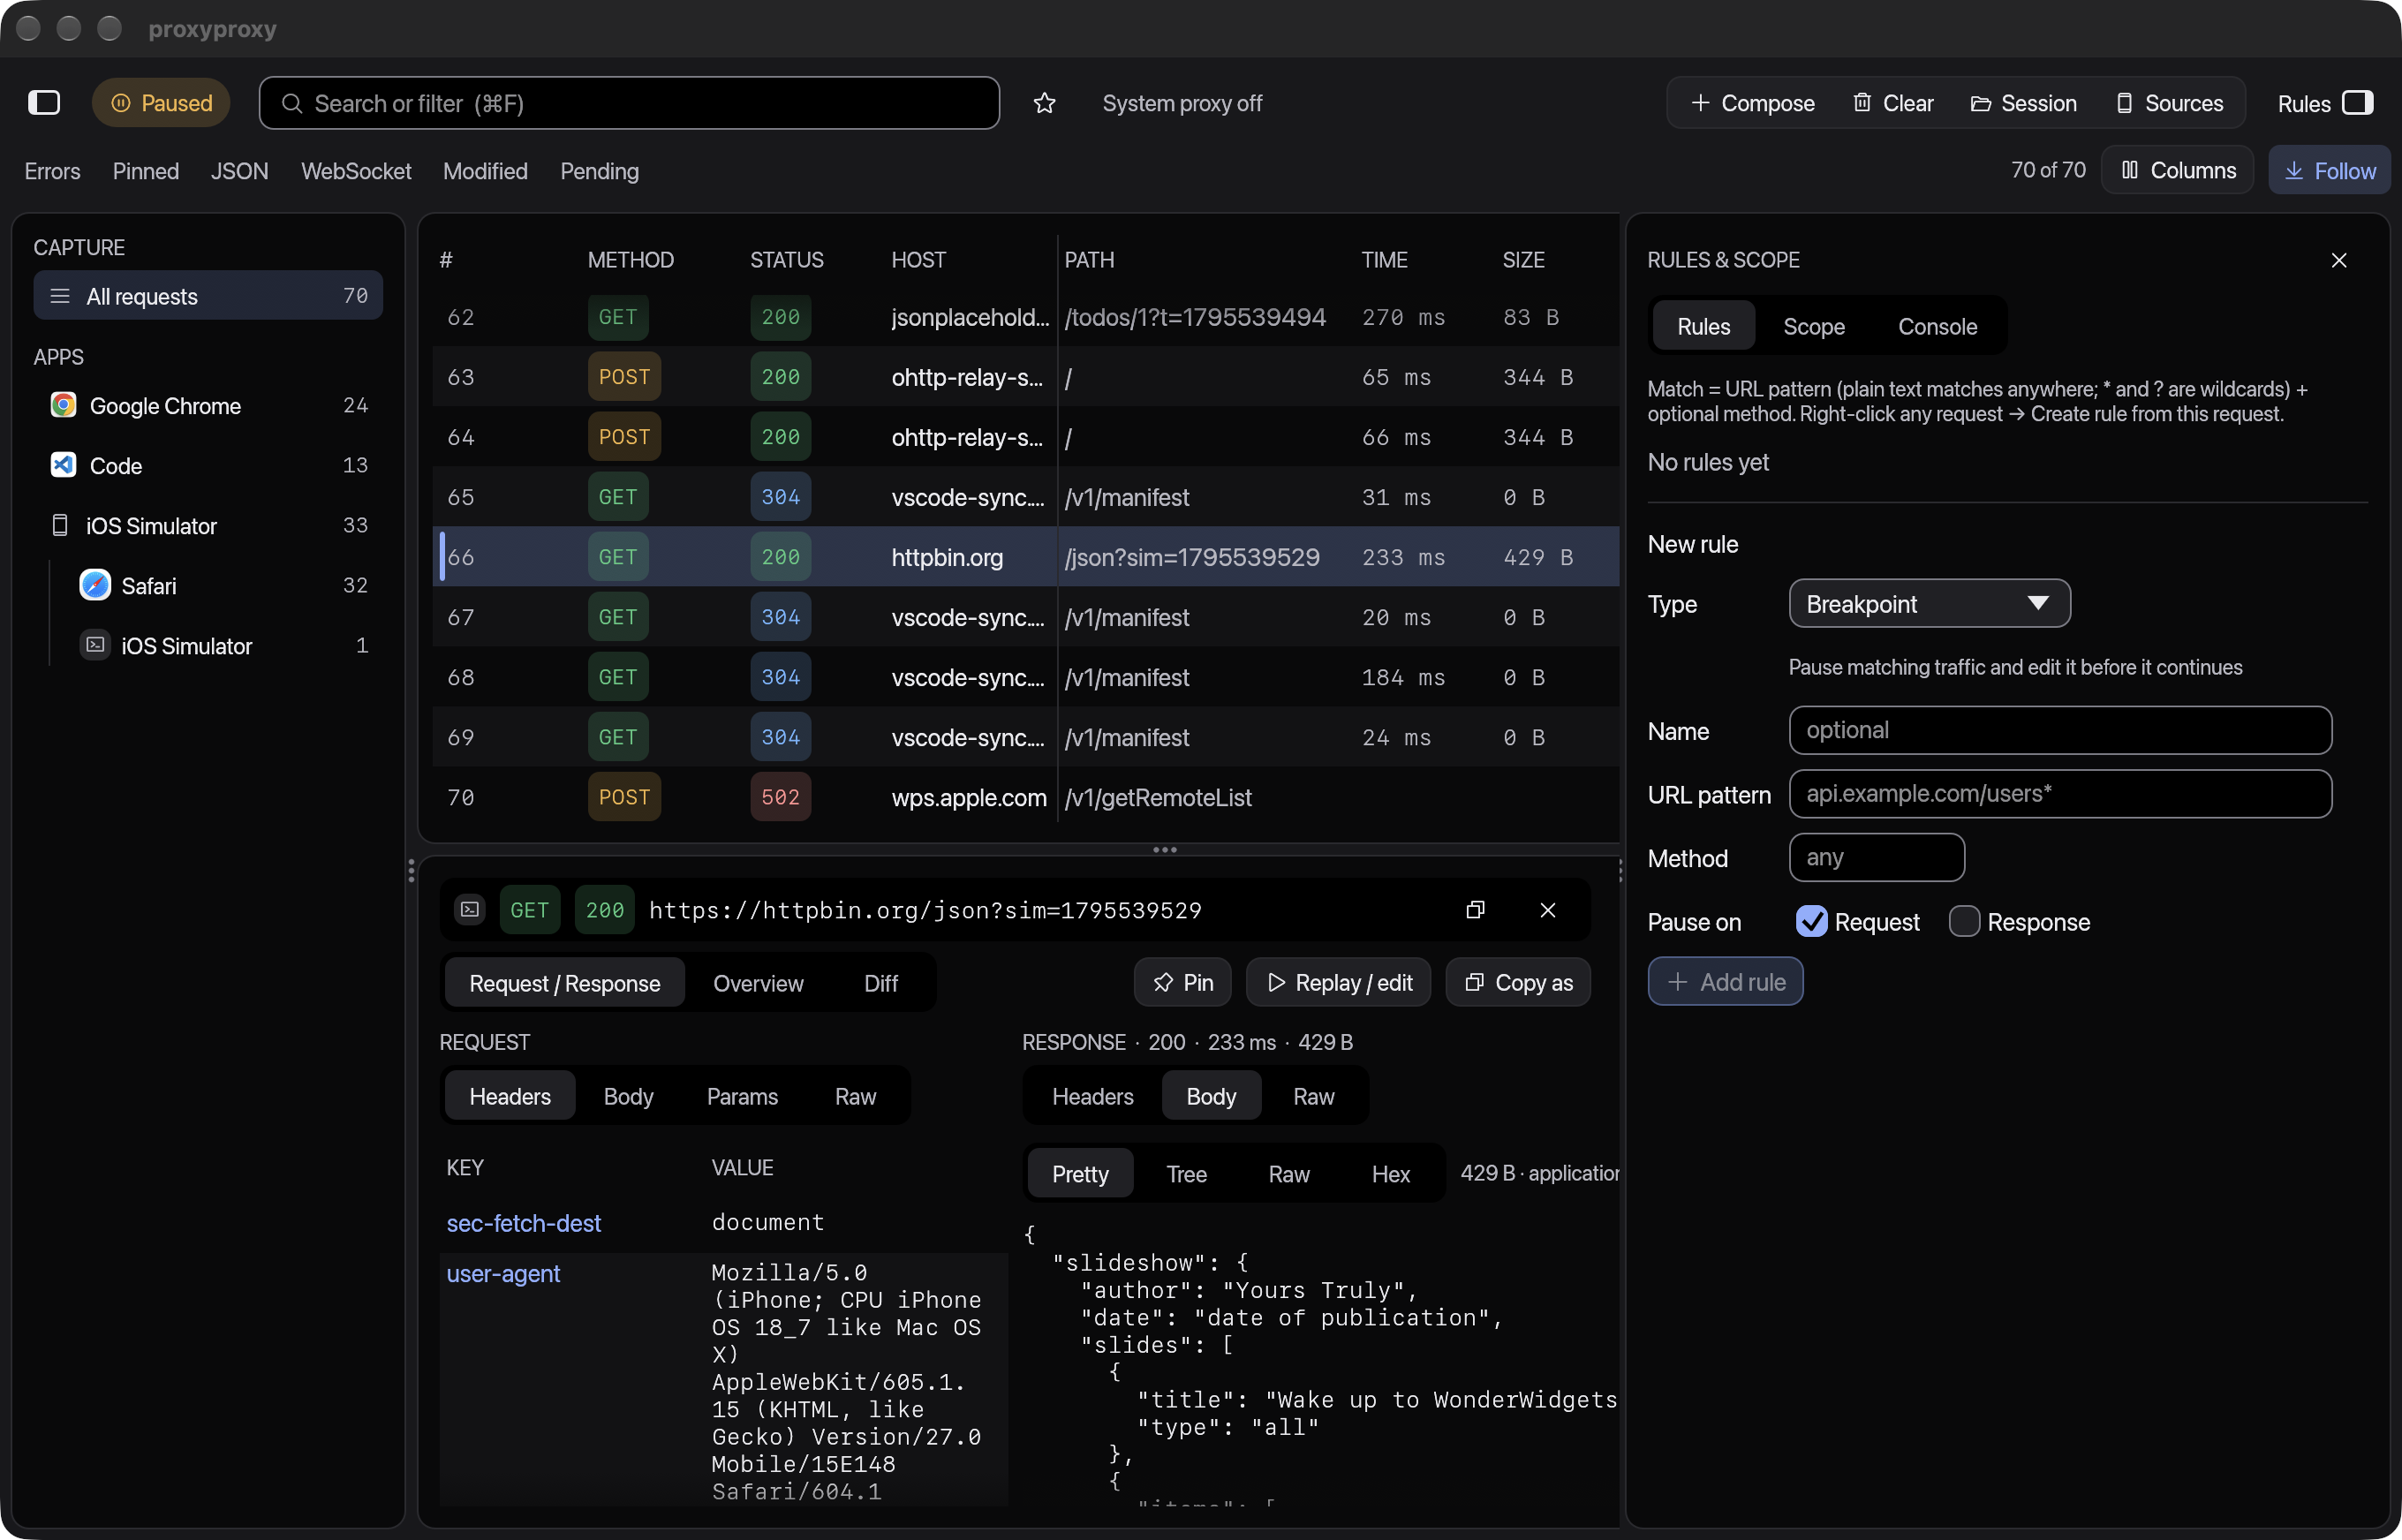 proxyproxy
Paused
Search or filter (⌘F)
System proxy off
Compose
Clear
Session
Sources
Rules
Errors
Pinned
JSON
WebSocket
Modified
Pending
70 of 70
Columns
Follow
CAPTURE
All requests 70
APPS
Google Chrome 24
Code 13
iOS Simulator 33
Safari 32
iOS Simulator 1
# METHOD STATUS HOST PATH TIME SIZE
62 GET 200 jsonplacehold... /todos/1?t=1795539494 270 ms 83 B
63 POST 200 ohttp-relay-s... / 65 ms 344 B
64 POST 200 ohttp-relay-s... / 66 ms 344 B
65 GET 304 vscode-sync.... /v1/manifest 31 ms 0 B
66 GET 200 httpbin.org /json?sim=1795539529 233 ms 429 B
67 GET 304 vscode-sync.... /v1/manifest 20 ms 0 B
68 GET 304 vscode-sync.... /v1/manifest 184 ms 0 B
69 GET 304 vscode-sync.... /v1/manifest 24 ms 0 B
70 POST 502 wps.apple.com /v1/getRemoteList
GET 200 https://httpbin.org/json?sim=1795539529
Request / Response
Overview
Diff
Pin
Replay / edit
Copy as
REQUEST
Headers Body Params Raw
KEY VALUE
sec-fetch-dest document
user-agent Mozilla/5.0
(iPhone; CPU iPhone
OS 18_7 like Mac OS
X)
AppleWebKit/605.1.
15 (KHTML, like
Gecko) Version/27.0
Mobile/15E148
Safari/604.1
RESPONSE · 200 · 233 ms · 429 B
Headers Body Raw
Pretty Tree Raw Hex
429 B · application
{
"slideshow": {
"author": "Yours Truly",
"date": "date of publication",
"slides": [
{
"title": "Wake up to WonderWidgets
"type": "all"
},
{
RULES & SCOPE
Rules Scope Console
Match = URL pattern (plain text matches anywhere; * and ? are wildcards) +
optional method. Right-click any request → Create rule from this request.
No rules yet
New rule
Type Breakpoint
Pause matching traffic and edit it before it continues
Name optional
URL pattern api.example.com/users*
Method any
Pause on Request Response
Add rule